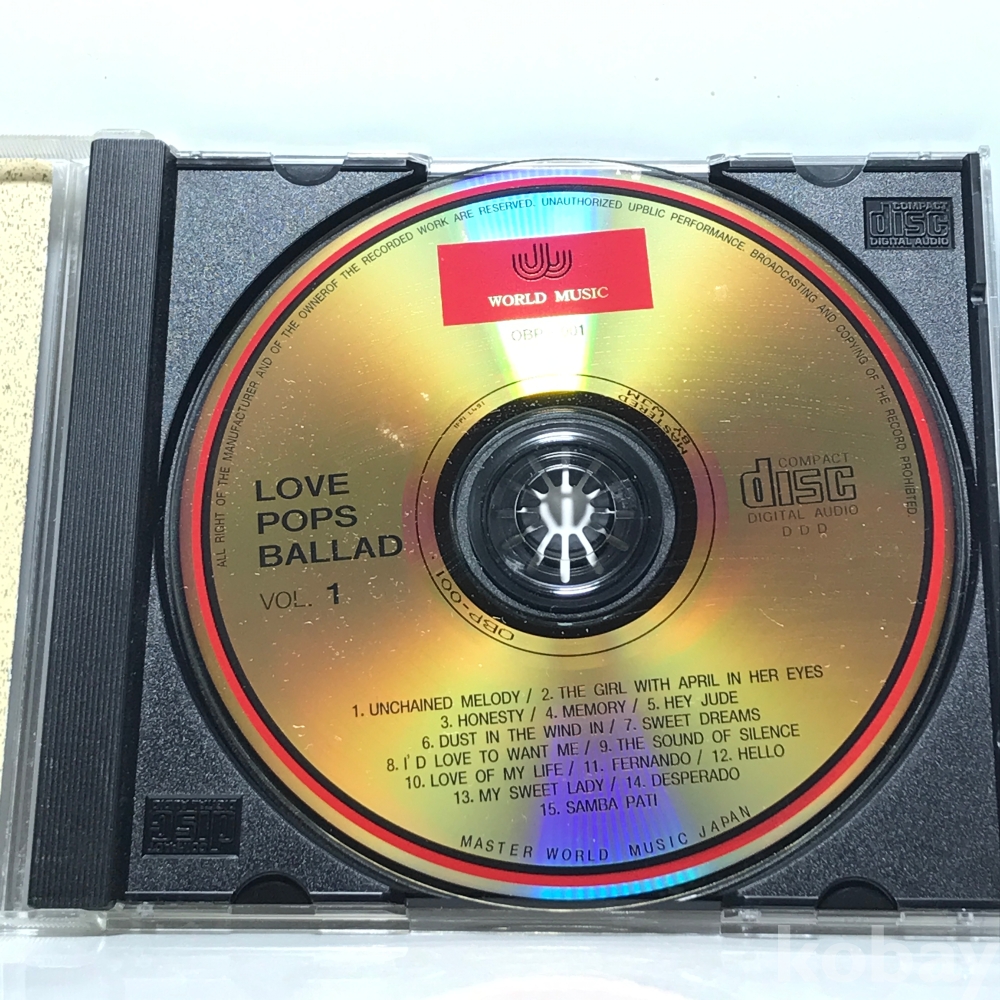 ALL RIGHT OF THE MANUFACTURER AND OF THE OWNEROF THE RECORDED WORK ARE RESERVED. UNAUTHORIZED UPBLIC PERFORMANCE. BROADCASTING AND COPYING OF THE RECORD PROHIBITED
COMPACT
disc
DIGITAL AUDIO
WORLD MUSIC
MASTERED
BY WJM
LOVE
POPS
BALLAD
VOL. 1
COMPACT
disc
DIGITAL AUDIO
D D D
OBP-001
1. UNCHAINED MELODY / 2. THE GIRL WITH APRIL IN HER EYES
3. HONESTY / 4. MEMORY / 5. HEY JUDE
6. DUST IN THE WIND IN / 7. SWEET DREAMS
8. I'D LOVE TO WANT ME / 9. THE SOUND OF SILENCE
10. LOVE OF MY LIFE / 11. FERNANDO / 12. HELLO
13. MY SWEET LADY / 14. DESPERADO
15. SAMBA PATI
MASTER WORLD MUSIC JAPAN
kobay